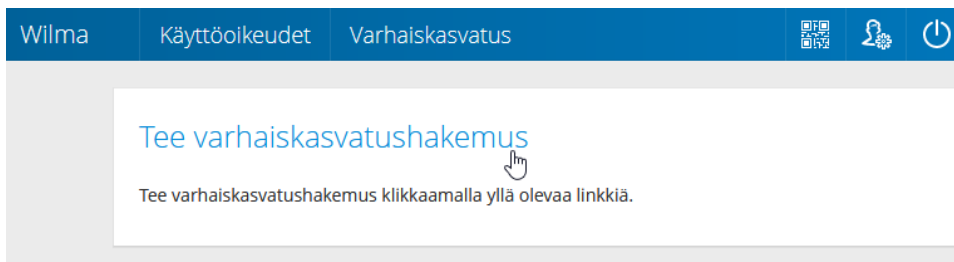 Wilma Käyttöoikeudet Varhaiskasvatus
Tee varhaiskasvatushakemus
Tee varhaiskasvatushakemus klikkaamalla yllä olevaa linkkiä.